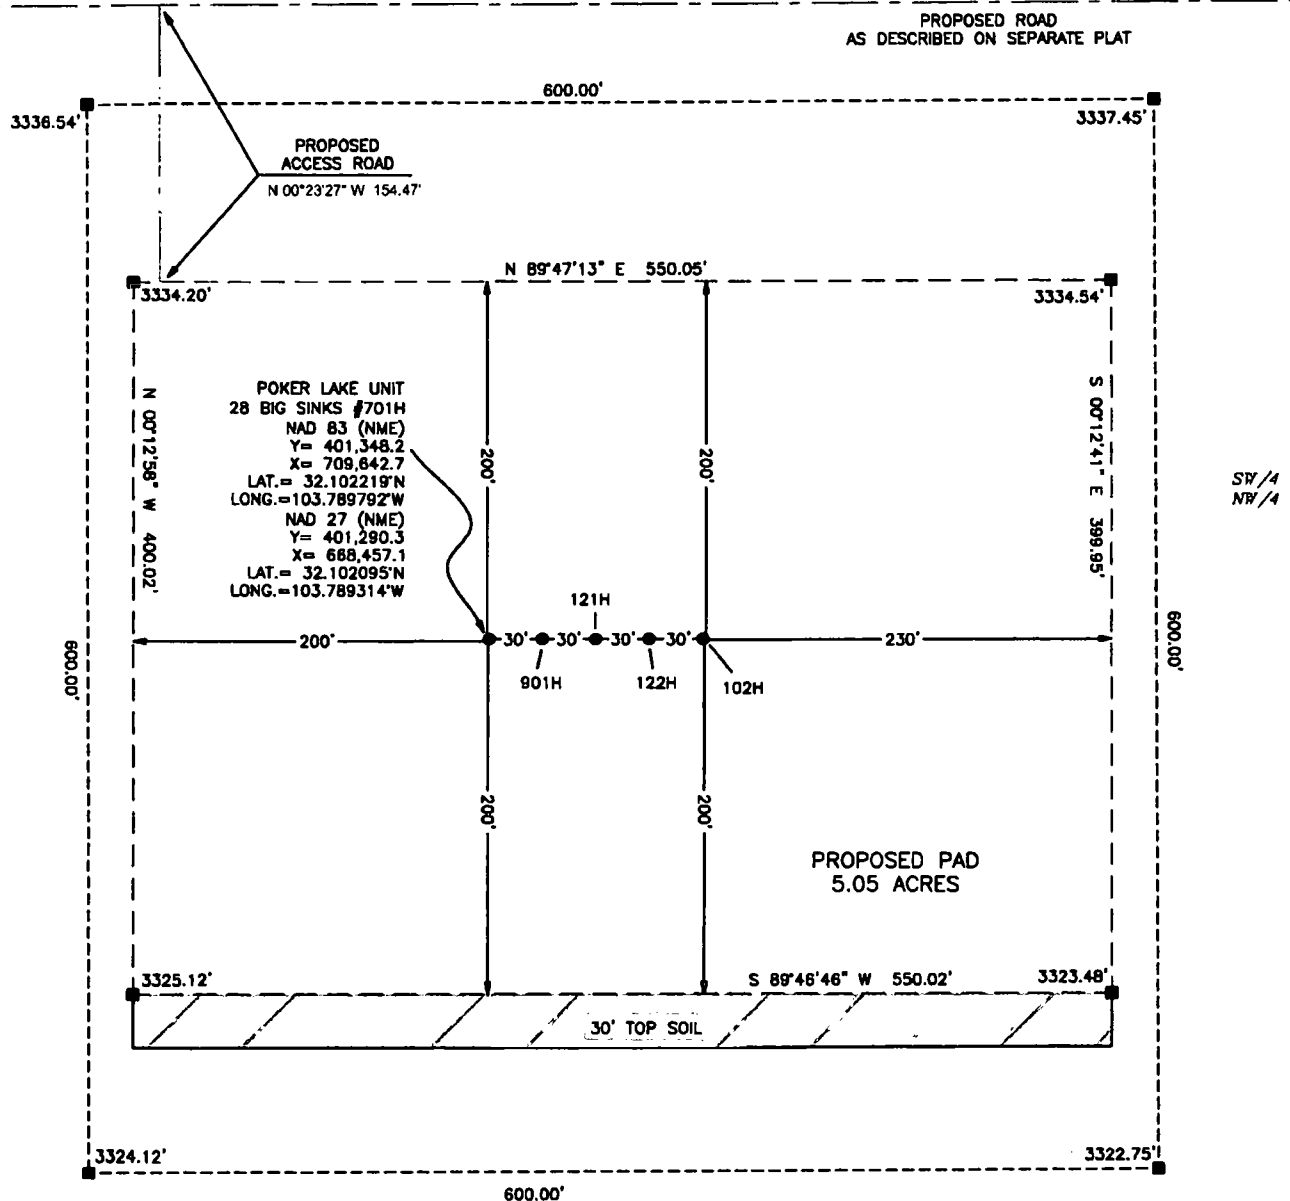 PROPOSED ROAD
AS DESCRIBED ON SEPARATE PLAT
600.00'
3336.54'
3337.45'
PROPOSED
ACCESS ROAD
N 00°23'27" W 154.47'
N 89°47'13" E 550.05'
3334.20'
3334.54'
N 00°12'58" W 400.02'
S 00°12'41" E 399.95'
POKER LAKE UNIT
28 BIG SINKS #701H
NAD 83 (NME)
Y= 401,348.2
X= 709,642.7
LAT.= 32.102219°N
LONG.=103.789792°W
NAD 27 (NME)
Y= 401,290.3
X= 668,457.1
LAT.= 32.102095°N
LONG.=103.789314°W
200'
200'
SW/4
NW/4
121H
200'
30'
30'
30'
30'
230'
901H
122H
102H
600.00'
600.00'
200'
200'
PROPOSED PAD
5.05 ACRES
3325.12'
S 89°46'46" W 550.02'
3323.48'
30' TOP SOIL
3324.12'
3322.75'
600.00'